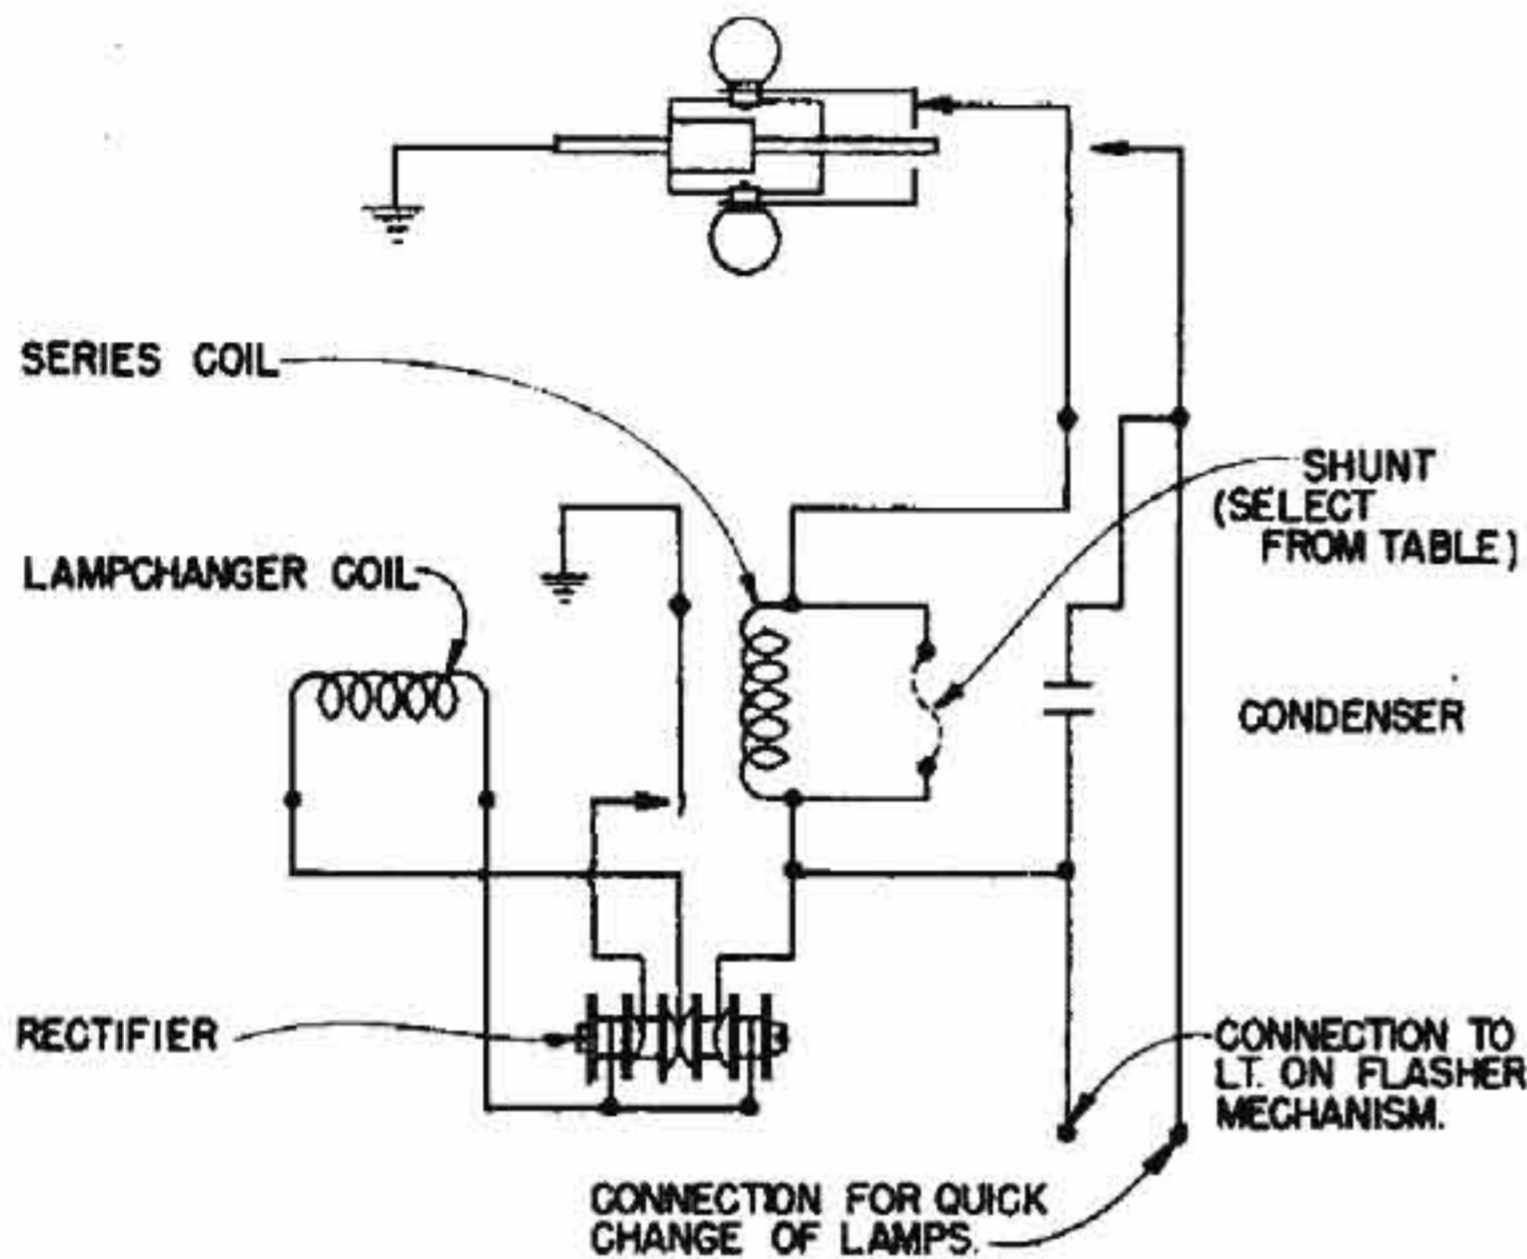 SERIES COIL
SHUNT
(SELECT
FROM TABLE)
LAMPCHANGER COIL
CONDENSER
RECTIFIER
CONNECTION TO
LT. ON FLASHER
MECHANISM.
CONNECTION FOR QUICK
CHANGE OF LAMPS.